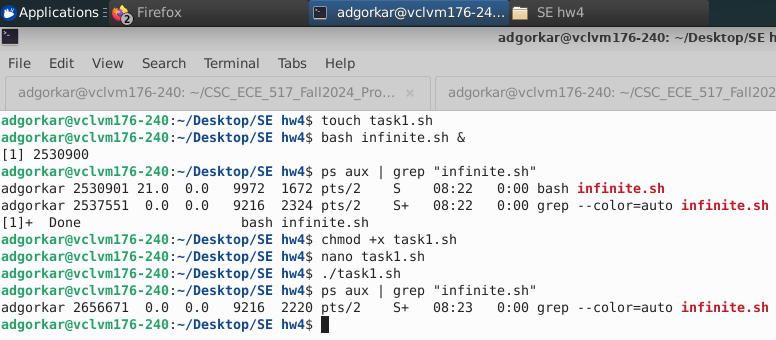 Applications
2 Firefox
adgorkar@vclvm176-24...
SE hw4
adgorkar@vclvm176-240: ~/Desktop/SE hw
File Edit View Search Terminal Tabs Help
adgorkar@vclvm176-240: ~/CSC_ECE_517_Fall2024_Pro... ×
adgorkar@vclvm176-240: ~/CSC_ECE_517_Fall202
adgorkar@vclvm176-240:~/Desktop/SE hw4$ touch task1.sh
adgorkar@vclvm176-240:~/Desktop/SE hw4$ bash infinite.sh &
[1] 2530900
adgorkar@vclvm176-240:~/Desktop/SE hw4$ ps aux | grep "infinite.sh"
adgorkar 2530901 21.0  0.0   9972  1672 pts/2    S    08:22   0:00 bash infinite.sh
adgorkar 2537551  0.0  0.0   9216  2324 pts/2    S+   08:22   0:00 grep --color=auto infinite.sh
[1]+  Done                    bash infinite.sh
adgorkar@vclvm176-240:~/Desktop/SE hw4$ chmod +x task1.sh
adgorkar@vclvm176-240:~/Desktop/SE hw4$ nano task1.sh
adgorkar@vclvm176-240:~/Desktop/SE hw4$ ./task1.sh
adgorkar@vclvm176-240:~/Desktop/SE hw4$ ps aux | grep "infinite.sh"
adgorkar 2656671  0.0  0.0   9216  2220 pts/2    S+   08:23   0:00 grep --color=auto infinite.sh
adgorkar@vclvm176-240:~/Desktop/SE hw4$